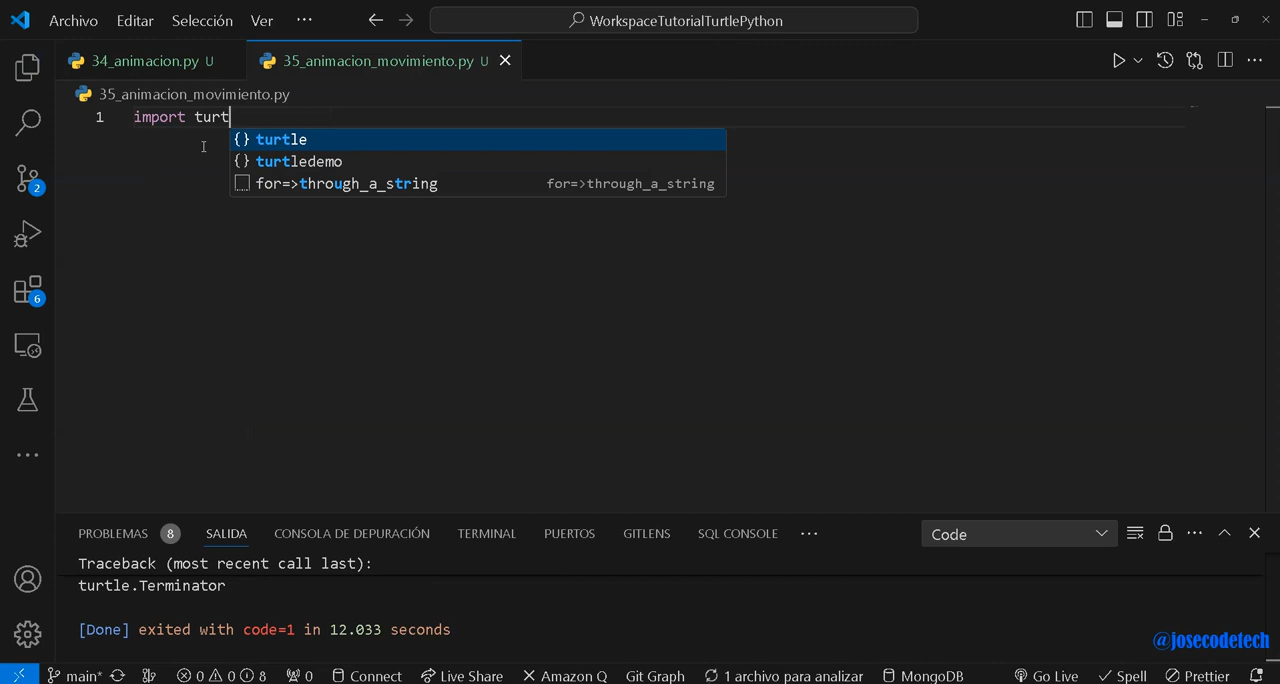 Archivo Editar Selección Ver ··· WorkspaceTutorialTurtlePython
34_animacion.py U 35_animacion_movimiento.py U
35_animacion_movimiento.py
1 import turt
{} turtle
{} turtledemo
for=>through_a_string for=>through_a_string
2
6
PROBLEMAS 8 SALIDA CONSOLA DE DEPURACIÓN TERMINAL PUERTOS GITLENS SQL CONSOLE ··· Code
Traceback (most recent call last):
turtle.Terminator
[Done] exited with code=1 in 12.033 seconds
@josecodetech
main* 0 0 8 0 Connect Live Share Amazon Q Git Graph 1 archivo para analizar MongoDB Go Live Spell Prettier